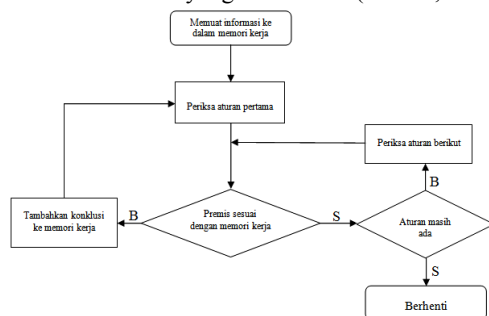 Memuat informasi ke
dalam memori kerja
Periksa aturan pertama
Periksa aturan berikut
B
Tambahkan konklusi
ke memori kerja
B
Premis sesuai
dengan memori kerja
S
Aturan masih
ada
S
Berhenti